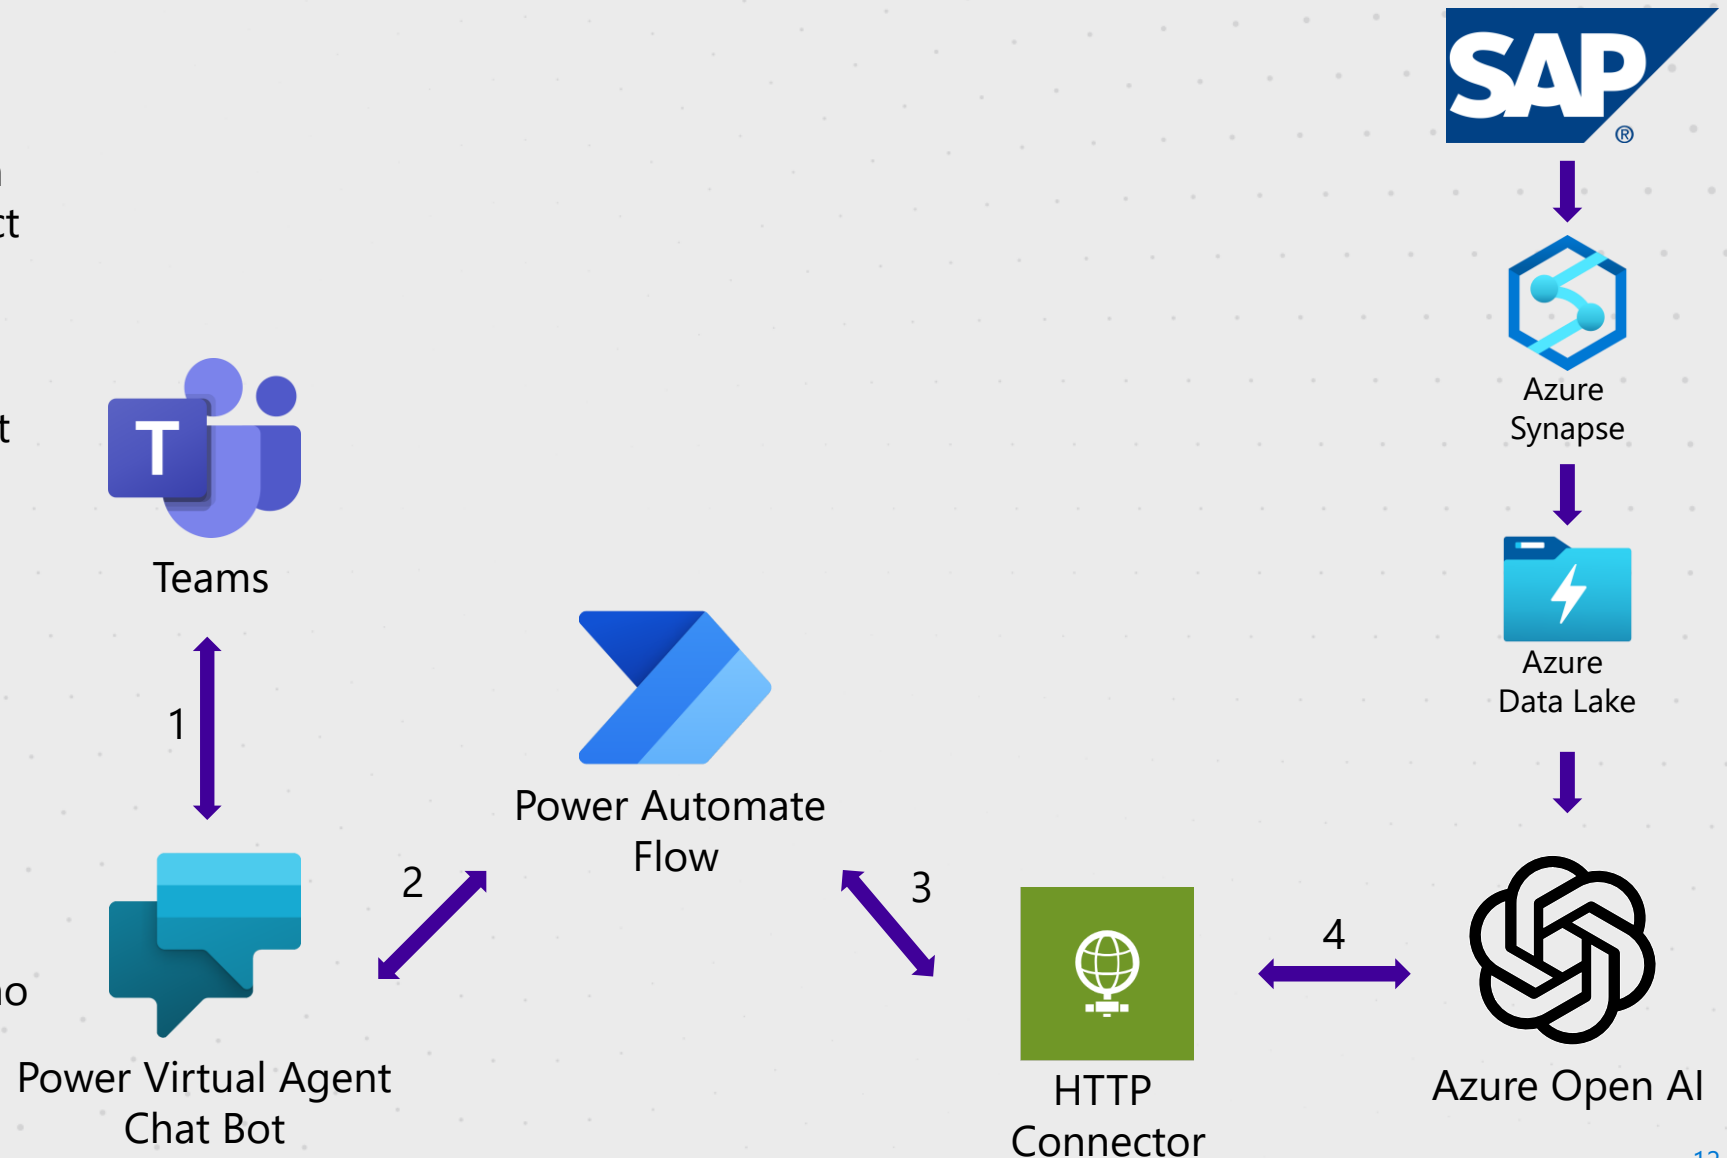 SAP
®
ct
t
T
Teams
1
Power Virtual Agent
Chat Bot
2
Power Automate
Flow
3
HTTP
Connector
4
Azure
Synapse
Azure
Data Lake
Azure Open AI